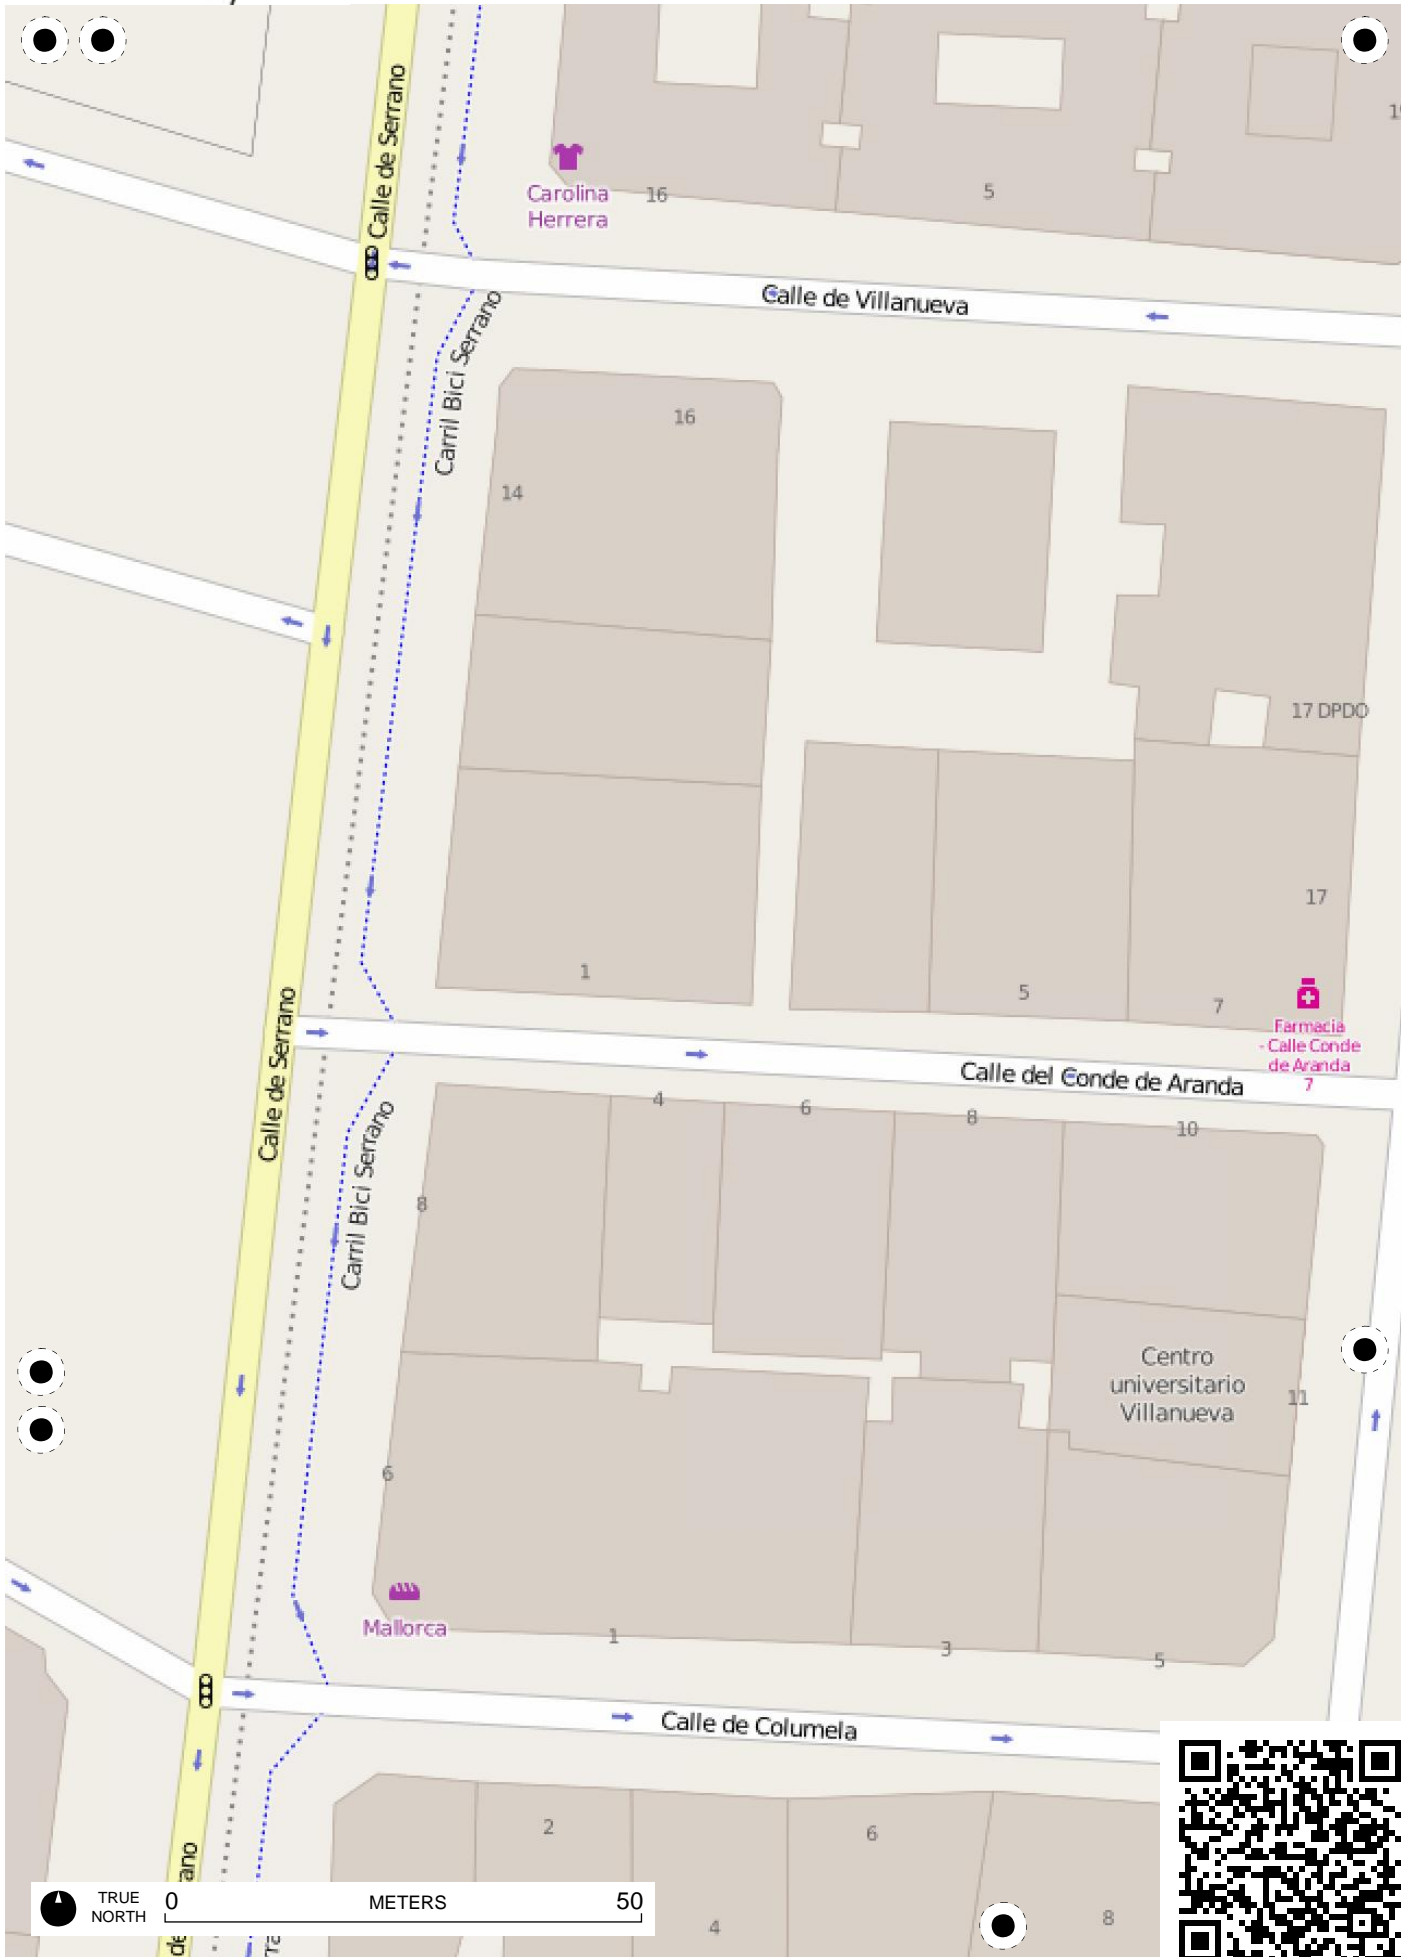 Calle de Serrano
Carolina
Herrera
16
5
Calle de Villanueva
Carril Bici Serrano
16
14
17 DPDO
17
1
5
7
Farmacia
- Calle Conde
de Aranda
7
Calle de Serrano
Calle del Conde de Aranda
4
6
8
10
Carril Bici Serrano
8
Centro
universitario
Villanueva
11
6
Mallorca
1
3
5
Calle de Columela
2
6
4
8
TRUE
NORTH
0
METERS
50